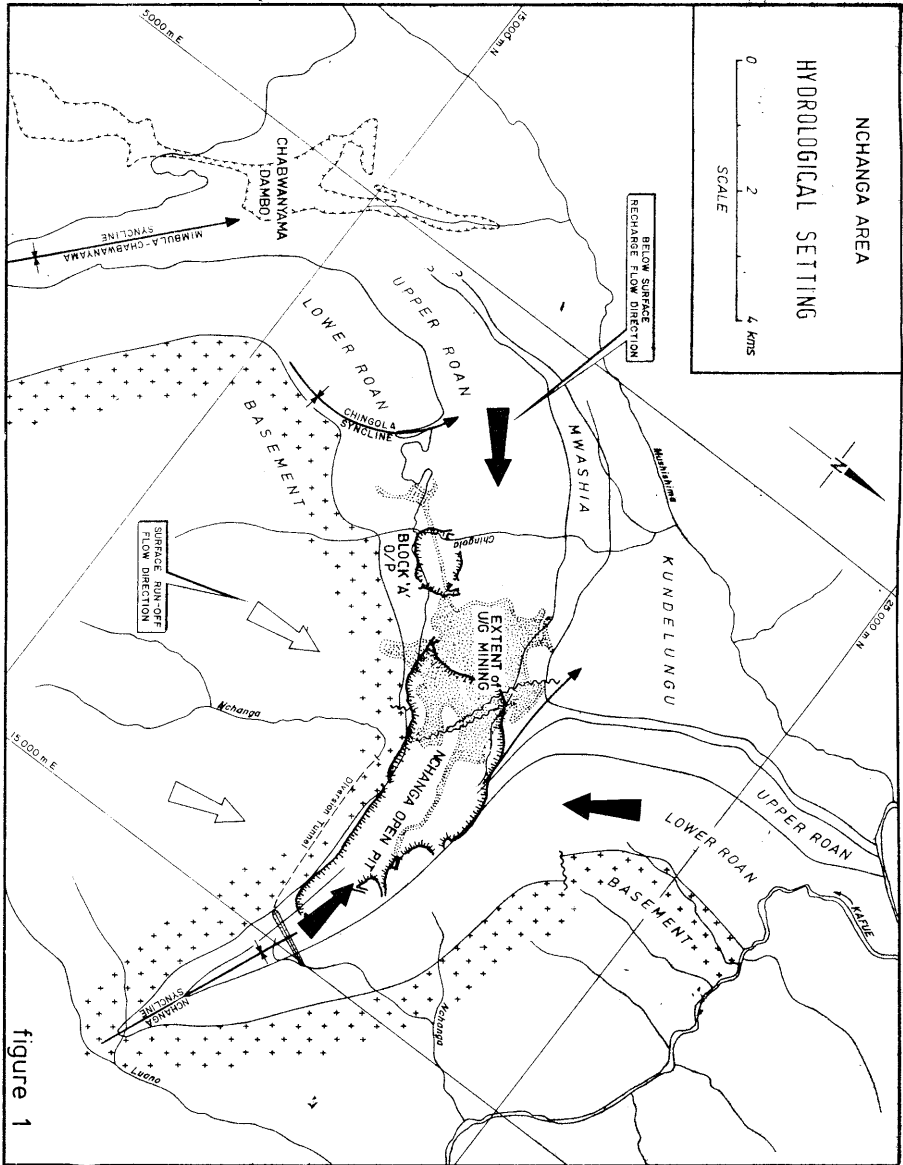 NCHANGA AREA
HYDROLOGICAL SETTING
0 2 4 kms
SCALE
N
5000 m E
15 000 m N
CHABWANYAMA
DAMBO
MIMBULA-CHABWANYAMA
SYNCLINE
BELOW SURFACE
RECHARGE FLOW DIRECTION
UPPER ROAN
LOWER ROAN
CHINGOLA
SYNCLINE
BASEMENT
MWASHIA
Mushishima
KUNDELUNGU
25 000 m N
Chingola
BLOCK 'A'
O/P
EXTENT of
U/G MINING
SURFACE RUN-OFF
FLOW DIRECTION
Nchanga
15 000 m E
Diversion Tunnel
NCHANGA OPEN PIT
UPPER ROAN
LOWER ROAN
BASEMENT
KAFUE
Nchanga
NCHANGA
SYNCLINE
Luano
figure 1